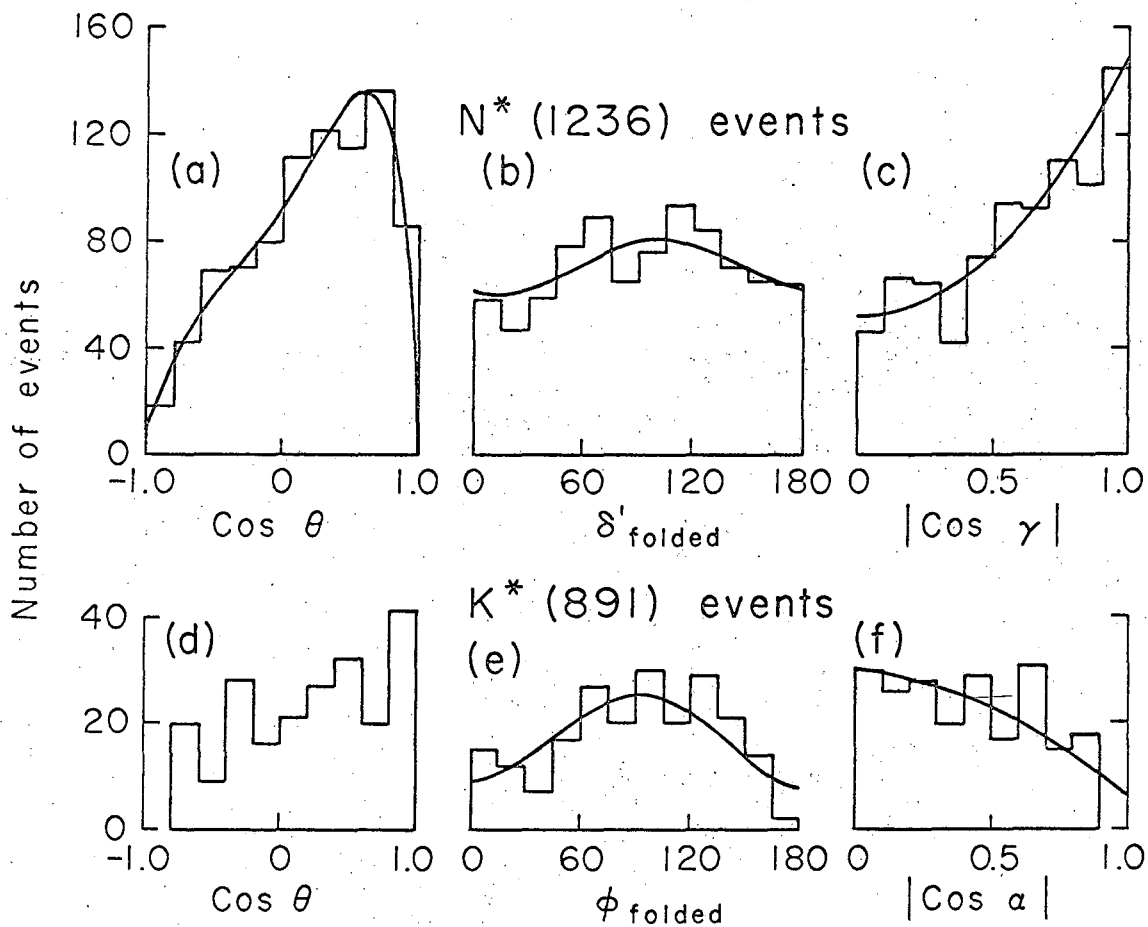 Number of events
N* (1236) events
(a)
(b)
(c)
160
120
80
40
0
-1.0 0 1.0
0 60 120 180
0 0.5 1.0
Cos θ
δ'folded
|Cos γ|
K* (891) events
(d)
(e)
(f)
40
20
0
-1.0 0 1.0
0 60 120 180
0 0.5 1.0
Cos θ
ϕfolded
|Cos α|